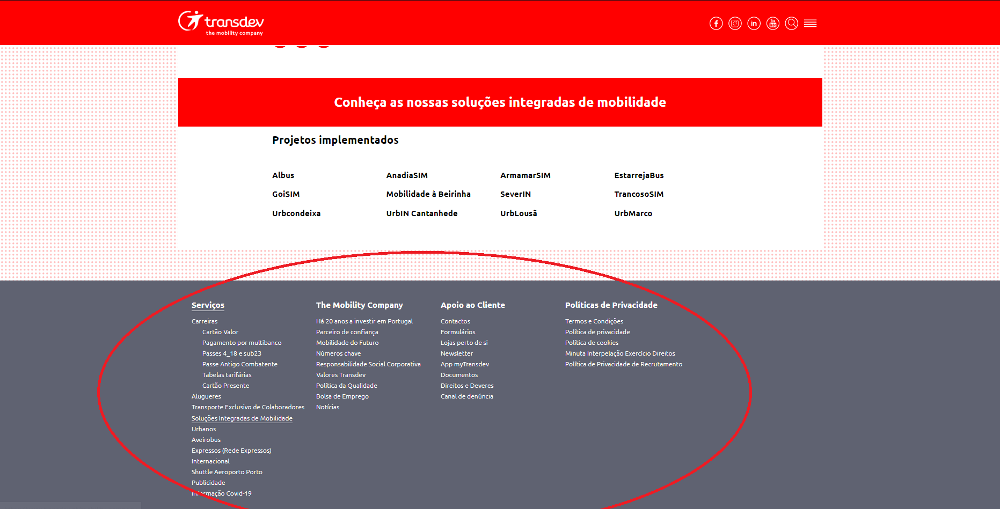 transdev
the mobility company
Conheça as nossas soluções integradas de mobilidade
Projetos implementados
Albus
AnadiaSIM
ArmamarSIM
EstarrejaBus
GoiSIM
Mobilidade à Beirinha
SeverIN
TrancosoSIM
Urbcondeixa
UrbIN Cantanhede
UrbLousã
UrbMarco
Serviços
Carreiras
Cartão Valor
Pagamento por multibanco
Passes 4_18 e sub23
Passe Antigo Combatente
Tabelas tarifárias
Cartão Presente
Alugueres
Transporte Exclusivo de Colaboradores
Soluções Integradas de Mobilidade
Urbanos
Aveirobus
Expressos (Rede Expressos)
Internacional
Shuttle Aeroporto Porto
Publicidade
Informação Covid-19
The Mobility Company
Há 20 anos a investir em Portugal
Parceiro de confiança
Mobilidade do Futuro
Números chave
Responsabilidade Social Corporativa
Valores Transdev
Política da Qualidade
Bolsa de Emprego
Notícias
Apoio ao Cliente
Contactos
Formulários
Lojas perto de si
Newsletter
App myTransdev
Documentos
Direitos e Deveres
Canal de denúncia
Políticas de Privacidade
Termos e Condições
Política de privacidade
Política de cookies
Minuta Interpelação Exercício Direitos
Política de Privacidade de Recrutamento